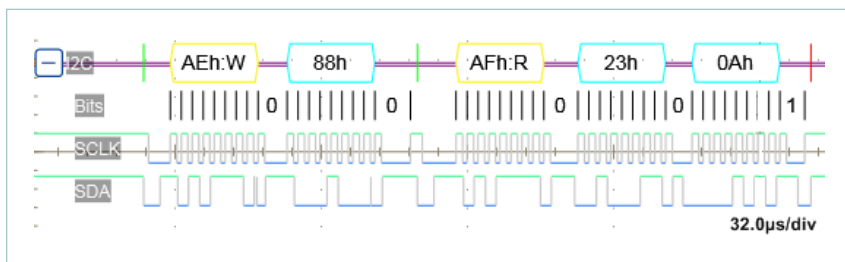 I2C AEh:W 88h AFh:R 23h 0Ah
Bits 0 0 0 0 1
SCLK
SDA
32.0µs/div